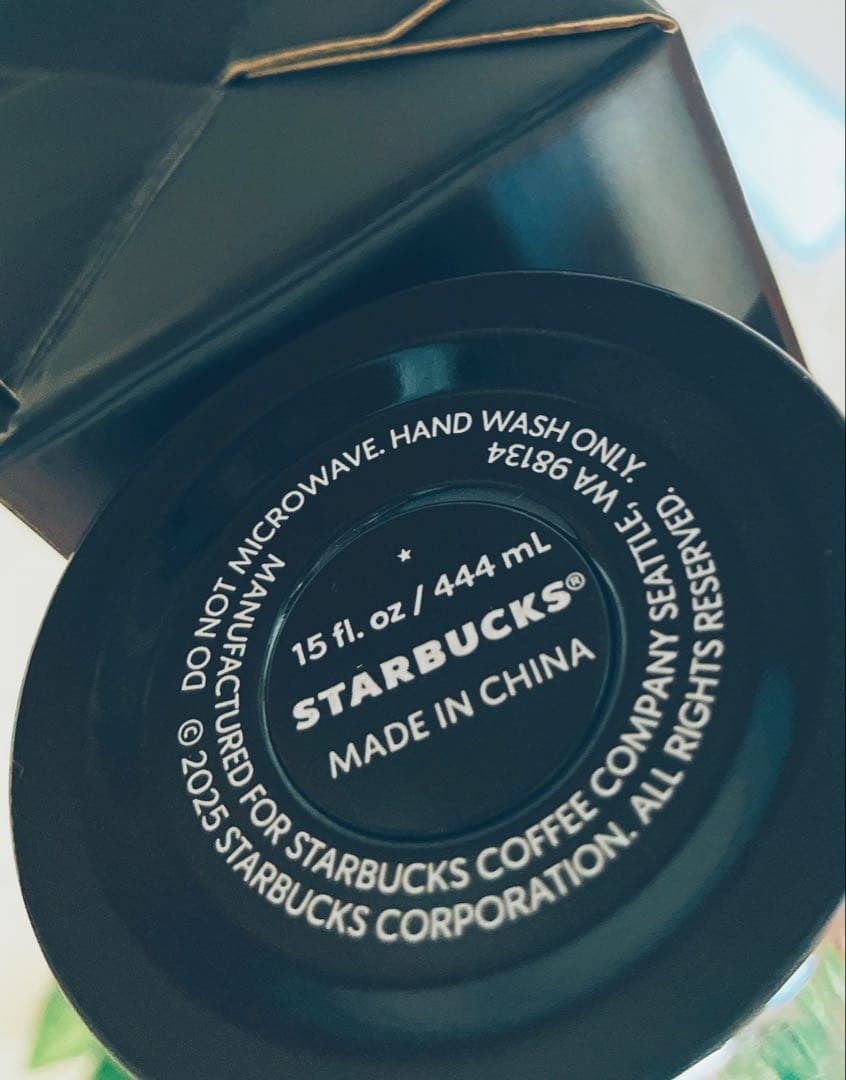 DO NOT MICROWAVE. HAND WASH ONLY.
MANUFACTURED FOR STARBUCKS COFFEE COMPANY SEATTLE, WA 98134
© 2025 STARBUCKS CORPORATION. ALL RIGHTS RESERVED.
15 fl. oz / 444 mL
STARBUCKS®
MADE IN CHINA